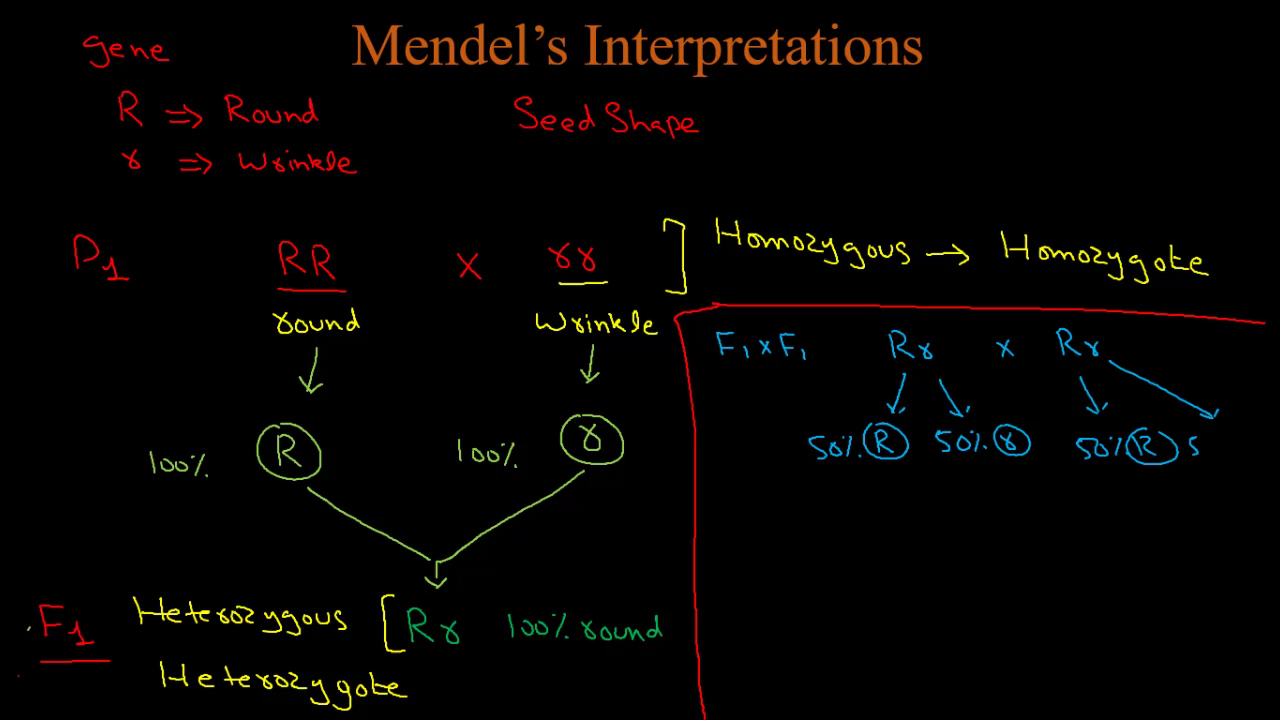 Mendel's Interpretations
gene
R ⇒ Round
r ⇒ Wrinkle
Seed Shape
P1 RR x rr ] Homozygous → Homozygote
round wrinkle
F1 x F1 Rr x Rr
100% R 100% r
50% R 50% r 50% R 5
F1 Heterozygous [ Rr 100% round
Heterozygote